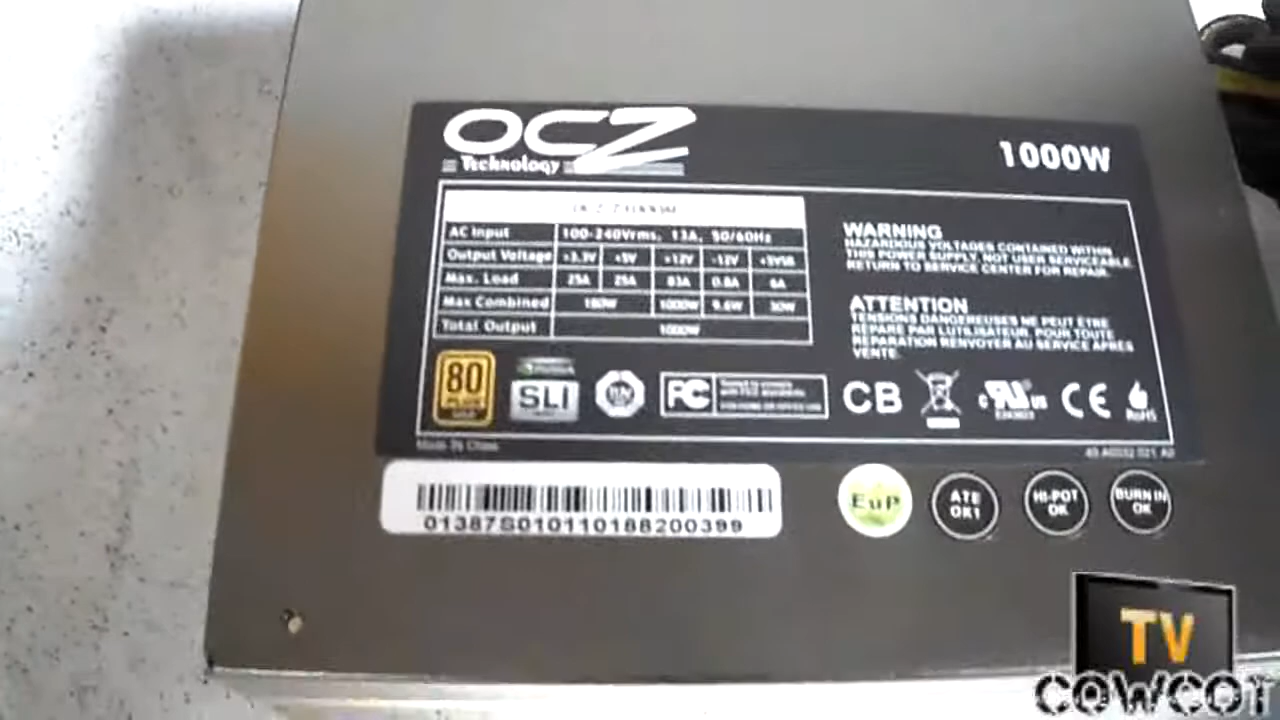 OCZ
Technology
1000W
AC Input 100-240Vrms, 13A, 50/60Hz
Output Voltage +3.3V +5V +12V -12V +5VSB
Max. Load 25A 25A 83A 0.8A 6A
Max Combined 180W 1000W 9.6W 30W
Total Output 1000W
WARNING
HAZARDOUS VOLTAGES CONTAINED WITHIN
THIS POWER SUPPLY, NOT USER SERVICEABLE.
RETURN TO SERVICE CENTER FOR REPAIR.
ATTENTION
TENSIONS DANGEREUSES NE PEUT ÊTRE
RÉPARÉ PAR L'UTILISATEUR. POUR TOUTE
RÉPARATION RENVOYER AU SERVICE APRÈS
VENTE.
80
PLUS
GOLD
NVIDIA
SLI
FC
CB
c US
CE
RoHS
Made In China
01387S010110188200399
EuP
ATE
OK1
HI-POT
OK
BURN IN
OK
TV
COWCOT